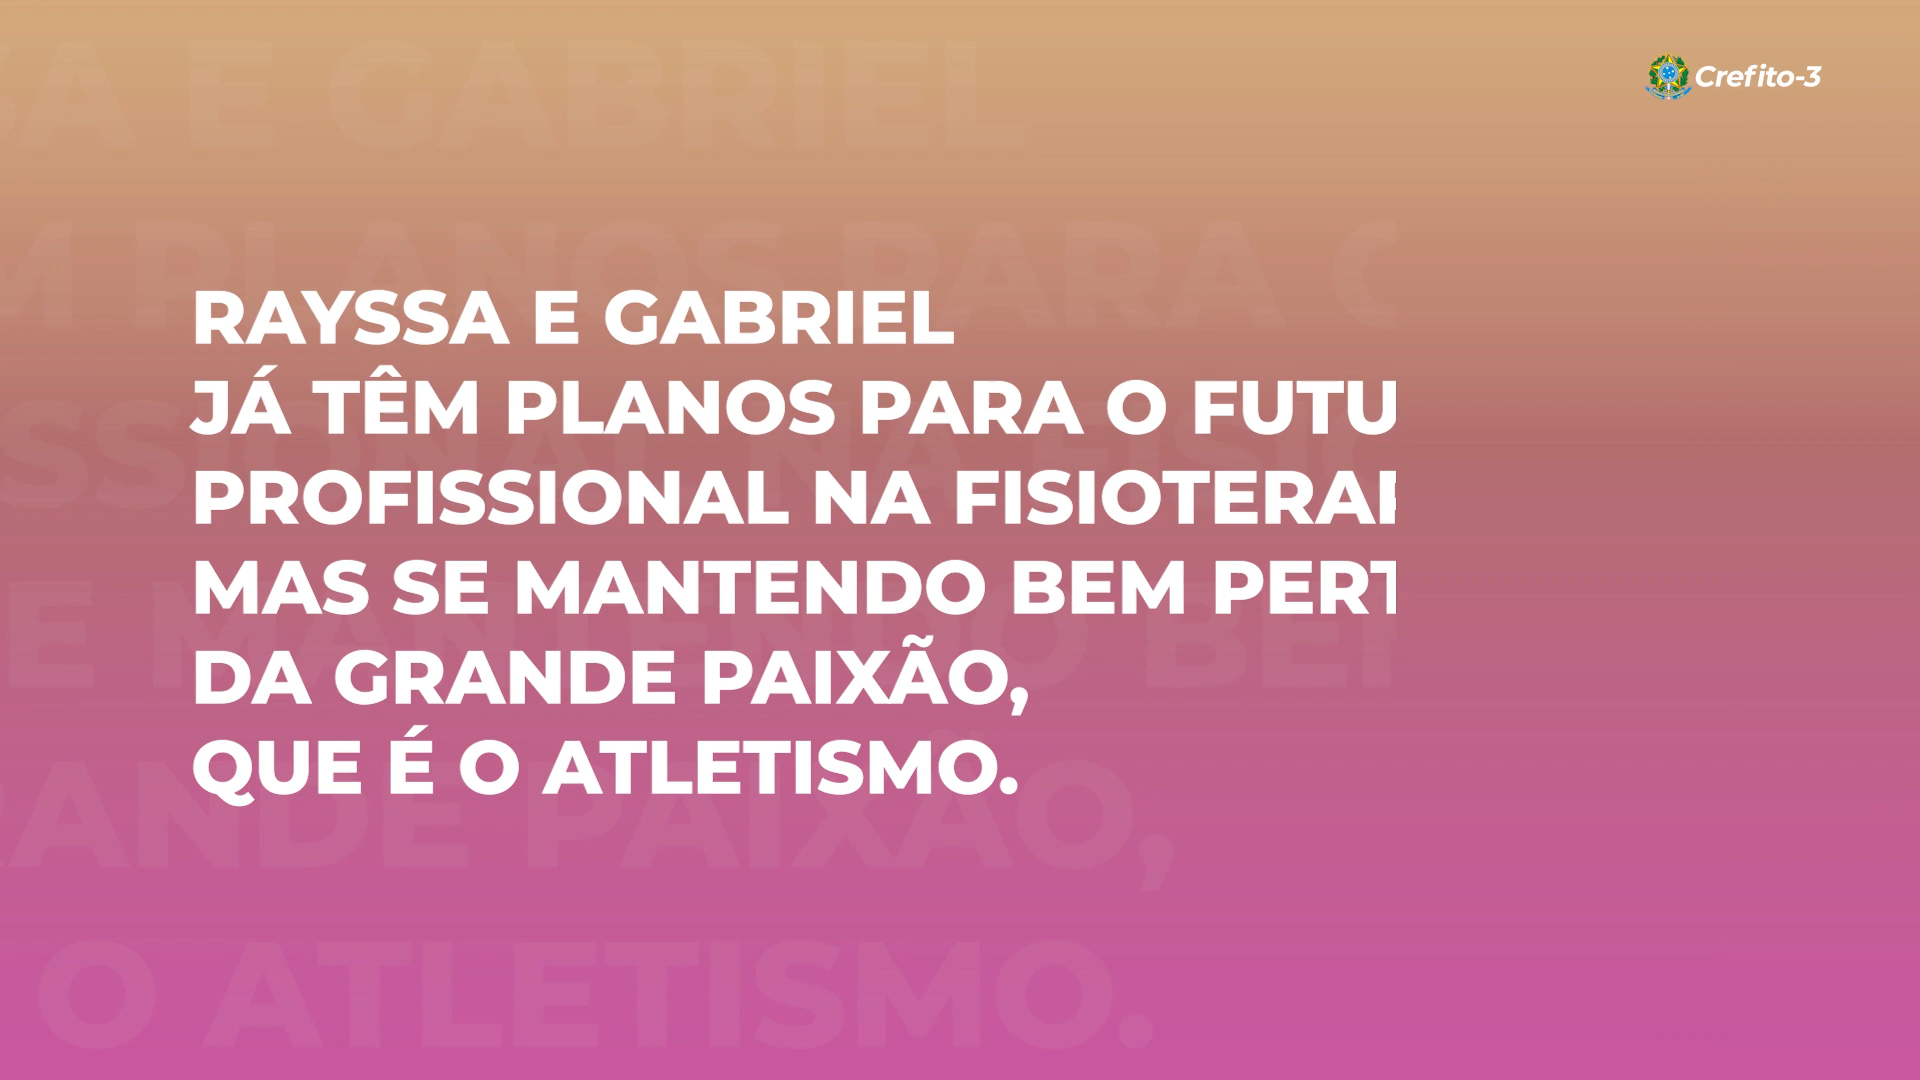 Crefito-3
RAYSSA E GABRIEL
JÁ TÊM PLANOS PARA O FUTU
PROFISSIONAL NA FISIOTERA
MAS SE MANTENDO BEM PERT
DA GRANDE PAIXÃO,
QUE É O ATLETISMO.